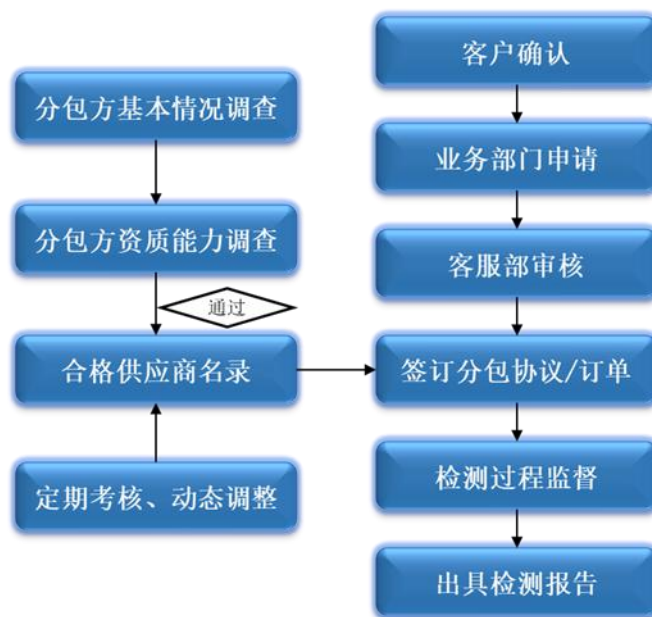 分包方基本情况调查
分包方资质能力调查
通过
合格供应商名录
定期考核、动态调整
客户确认
业务部门申请
客服部审核
签订分包协议/订单
检测过程监督
出具检测报告